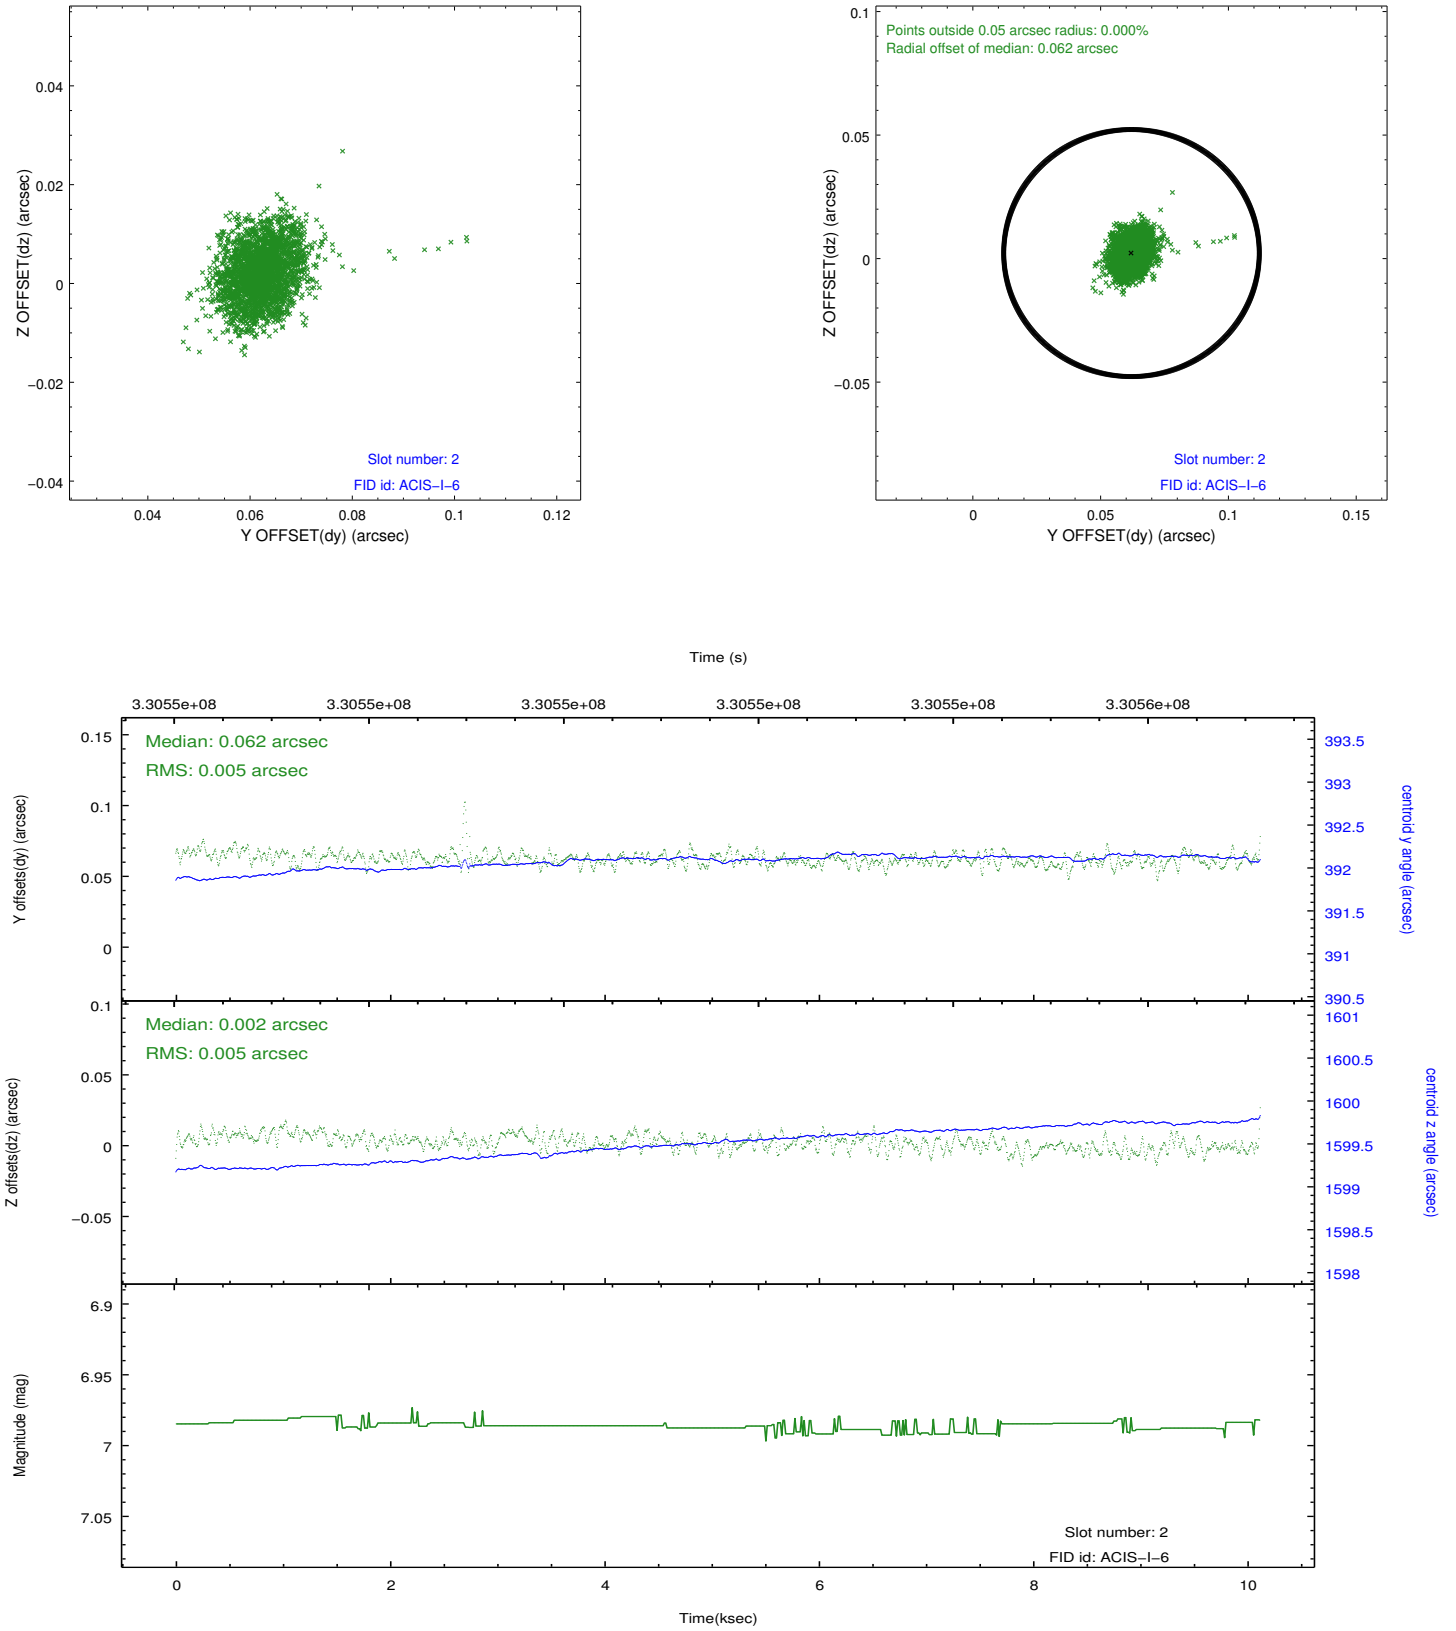 0.04
0.02
0
−0.02
−0.04
Z OFFSET(dz) (arcsec)
Slot number: 2
FID id: ACIS−I−6
0.04
0.06
0.08
0.1
0.12
Y OFFSET(dy) (arcsec)
Points outside 0.05 arcsec radius: 0.000%
Radial offset of median: 0.062 arcsec
0.1
0.05
0
−0.05
Z OFFSET(dz) (arcsec)
Slot number: 2
FID id: ACIS−I−6
0
0.05
0.1
0.15
Y OFFSET(dy) (arcsec)
Time (s)
3.3055e+08
3.3055e+08
3.3055e+08
3.3055e+08
3.3055e+08
3.3056e+08
Median: 0.062 arcsec
RMS: 0.005 arcsec
0.15
0.1
0.05
0
Y offsets(dy) (arcsec)
393.5
393
392.5
392
391.5
391
390.5
centroid y angle (arcsec)
Median: 0.002 arcsec
RMS: 0.005 arcsec
0.1
0.05
0
−0.05
Z offsets(dz) (arcsec)
1601
1600.5
1600
1599.5
1599
1598.5
1598
centroid z angle (arcsec)
6.9
6.95
7
7.05
Magnitude (mag)
Slot number: 2
FID id: ACIS−I−6
0
2
4
6
8
10
Time(ksec)